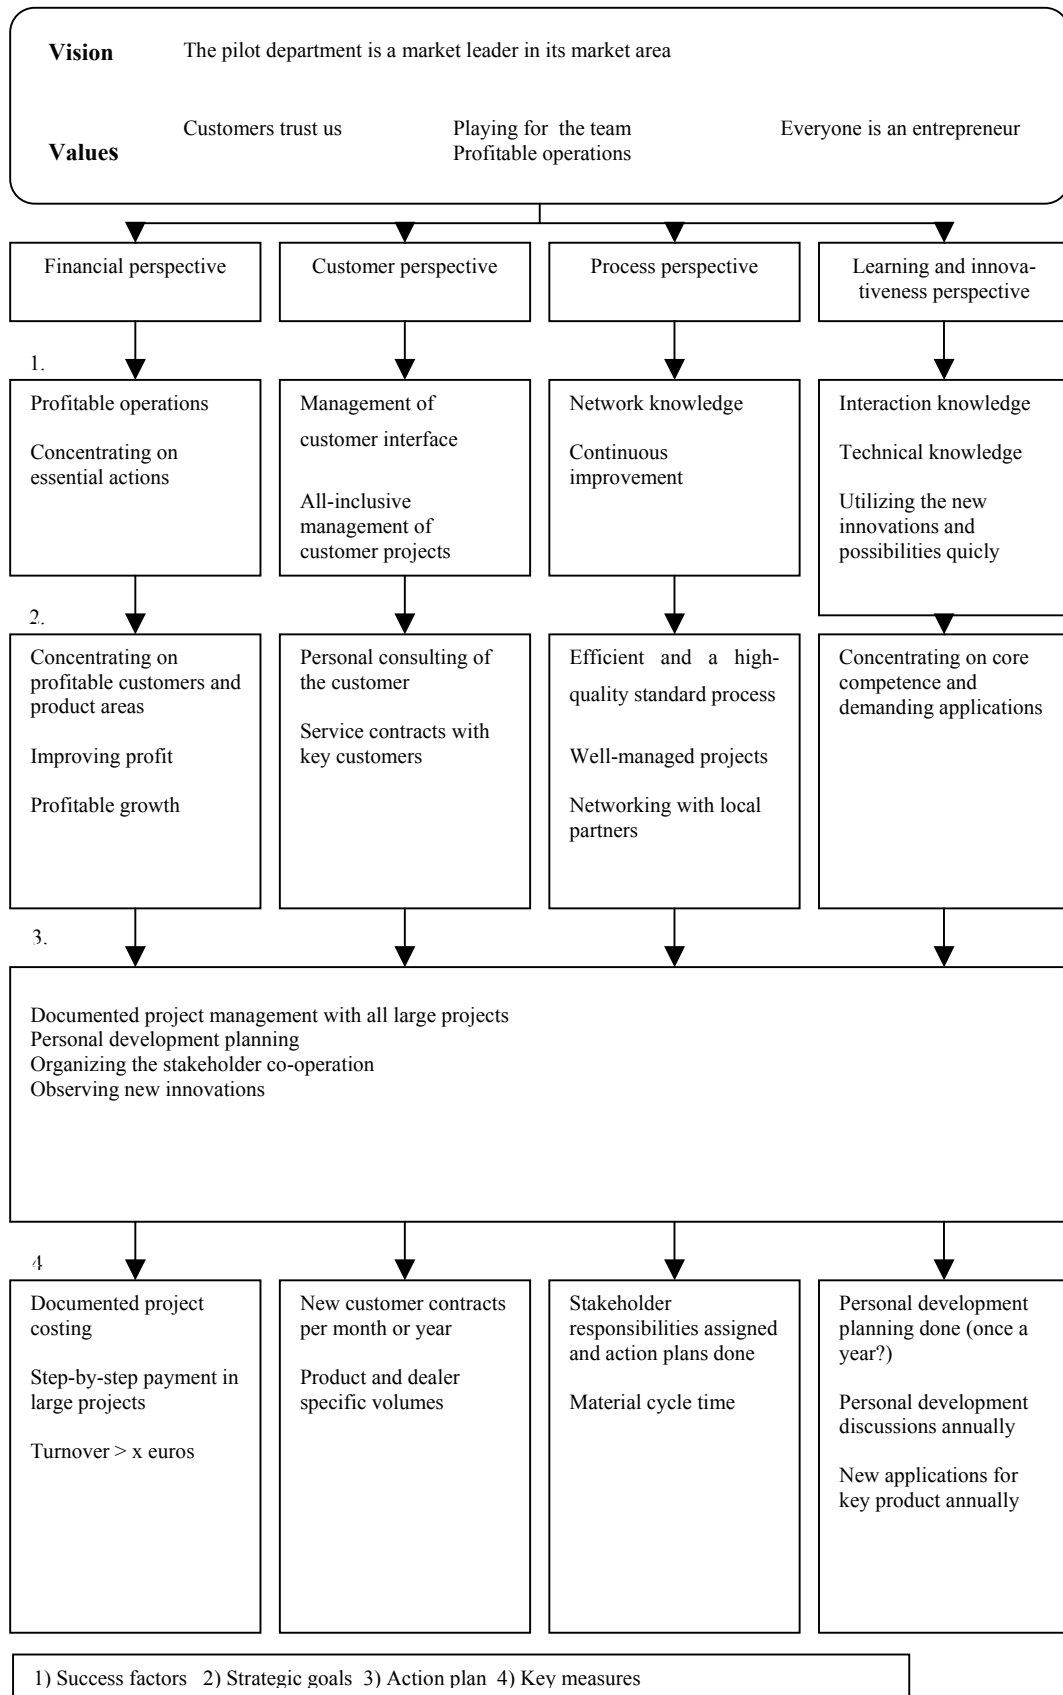 Vision The pilot department is a market leader in its market area
Customers trust us Playing for the team Everyone is an entrepreneur
Values Profitable operations
Financial perspective
Customer perspective
Process perspective
Learning and innova-
tiveness perspective
1.
Profitable operations
Concentrating on
essential actions
Management of
customer interface
All-inclusive
management of
customer projects
Network knowledge
Continuous
improvement
Interaction knowledge
Technical knowledge
Utilizing the new
innovations and
possibilities quicly
2.
Concentrating on
profitable customers and
product areas
Improving profit
Profitable growth
Personal consulting of
the customer
Service contracts with
key customers
Efficient and a high-
quality standard process
Well-managed projects
Networking with local
partners
Concentrating on core
competence and
demanding applications
3.
Documented project management with all large projects
Personal development planning
Organizing the stakeholder co-operation
Observing new innovations
4
Documented project
costing
Step-by-step payment in
large projects
Turnover > x euros
New customer contracts
per month or year
Product and dealer
specific volumes
Stakeholder
responsibilities assigned
and action plans done
Material cycle time
Personal development
planning done (once a
year?)
Personal development
discussions annually
New applications for
key product annually
1) Success factors 2) Strategic goals 3) Action plan 4) Key measures